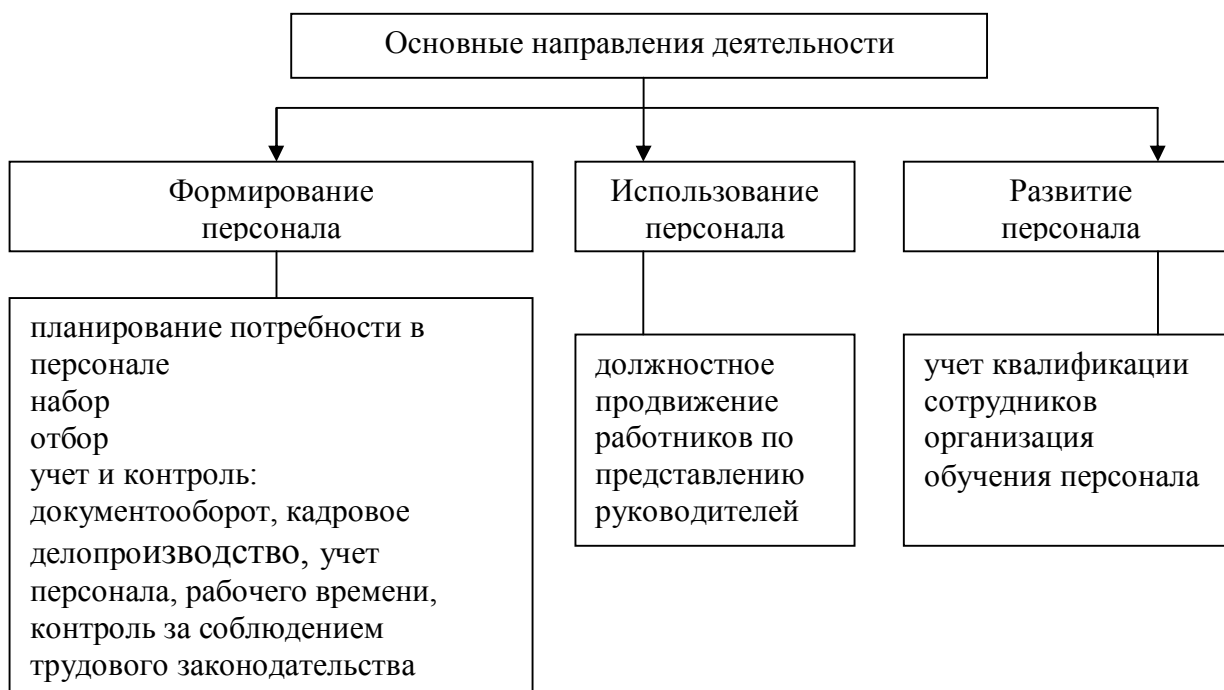 Основные направления деятельности
Формирование
персонала
Использование
персонала
Развитие
персонала
планирование потребности в
персонале
набор
отбор
учет и контроль:
документооборот, кадровое
делопроизводство, учет
персонала, рабочего времени,
контроль за соблюдением
трудового законодательства
должностное
продвижение
работников по
представлению
руководителей
учет квалификации
сотрудников
организация
обучения персонала